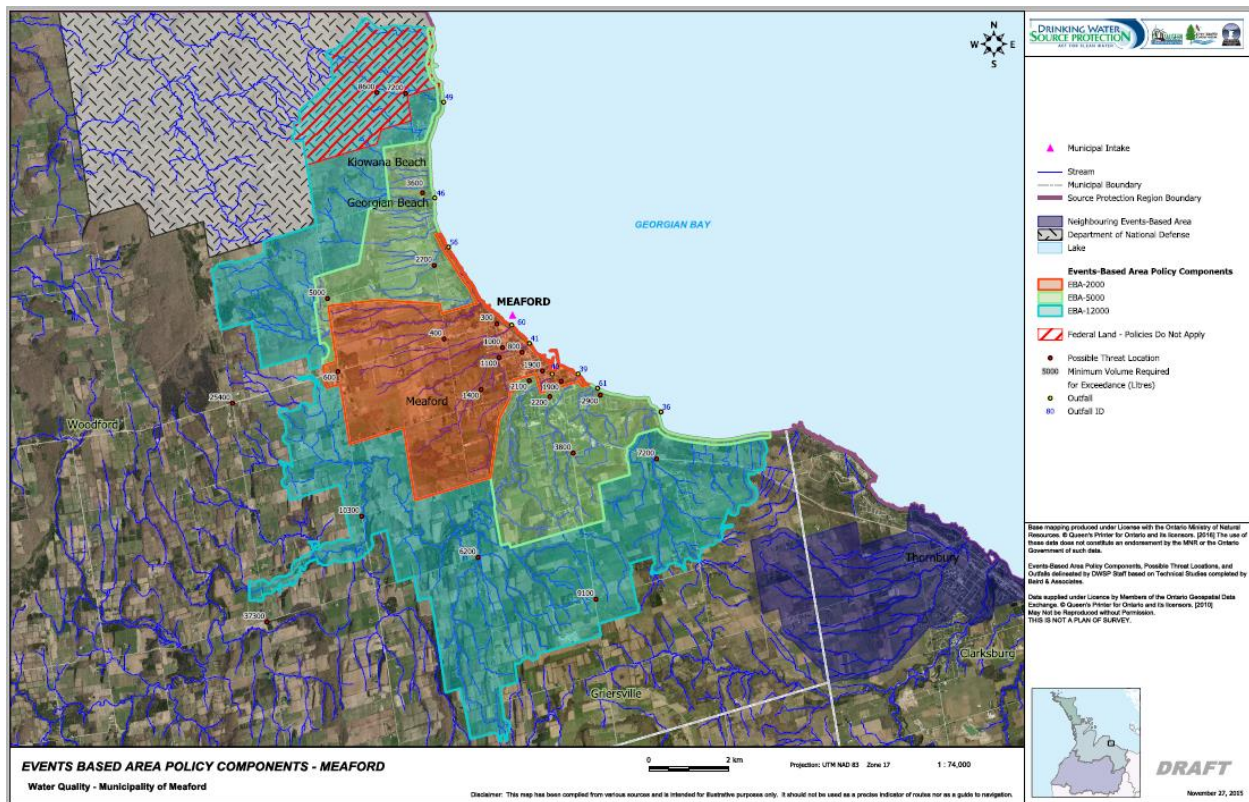 N
W E
S
DRINKING WATER
SOURCE PROTECTION
ACT FOR CLEAN WATER
8600
7200
49
Kiowana Beach
3600
46
Georgian Beach
GEORGIAN BAY
56
2700
5000
MEAFORD
300
60
400
1000
41
800
1100
1900
40
39
600
2100
1900
61
1400
2200
2900
25400
Meaford
36
Woodford
3800
7200
10300
6200
Thornbury
9100
37300
Clarksburg
Griersville
Municipal Intake
Stream
Municipal Boundary
Source Protection Region Boundary
Neighbouring Events-Based Area
Department of National Defense
Lake
Events-Based Area Policy Components
EBA-2000
EBA-5000
EBA-12000
Federal Land - Policies Do Not Apply
Possible Threat Location
5000 Minimum Volume Required
for Exceedance (Litres)
Outfall
80 Outfall ID
Base mapping produced under License with the Ontario Ministry of Natural
Resources. © Queen's Printer for Ontario and its licensors. [2016] The use of
these data does not constitute an endorsement by the MNR or the Ontario
Government of such data.
Events-Based Area Policy Components, Possible Threat Locations, and
Outfalls delineated by DWSP Staff based on Technical Studies completed by
Baird & Associates.
Data supplied under Licence by Members of the Ontario Geospatial Data
Exchange. © Queen's Printer for Ontario and its licensors. [2010]
May Not be Reproduced without Permission.
THIS IS NOT A PLAN OF SURVEY.
EVENTS BASED AREA POLICY COMPONENTS - MEAFORD
Water Quality - Municipality of Meaford
0 2 km
Projection: UTM NAD 83 Zone 17
1 : 74,000
Disclaimer: This map has been compiled from various sources and is intended for illustrative purposes only. It should not be used as a precise indicator of routes nor as a guide to navigation.
DRAFT
November 27, 2015